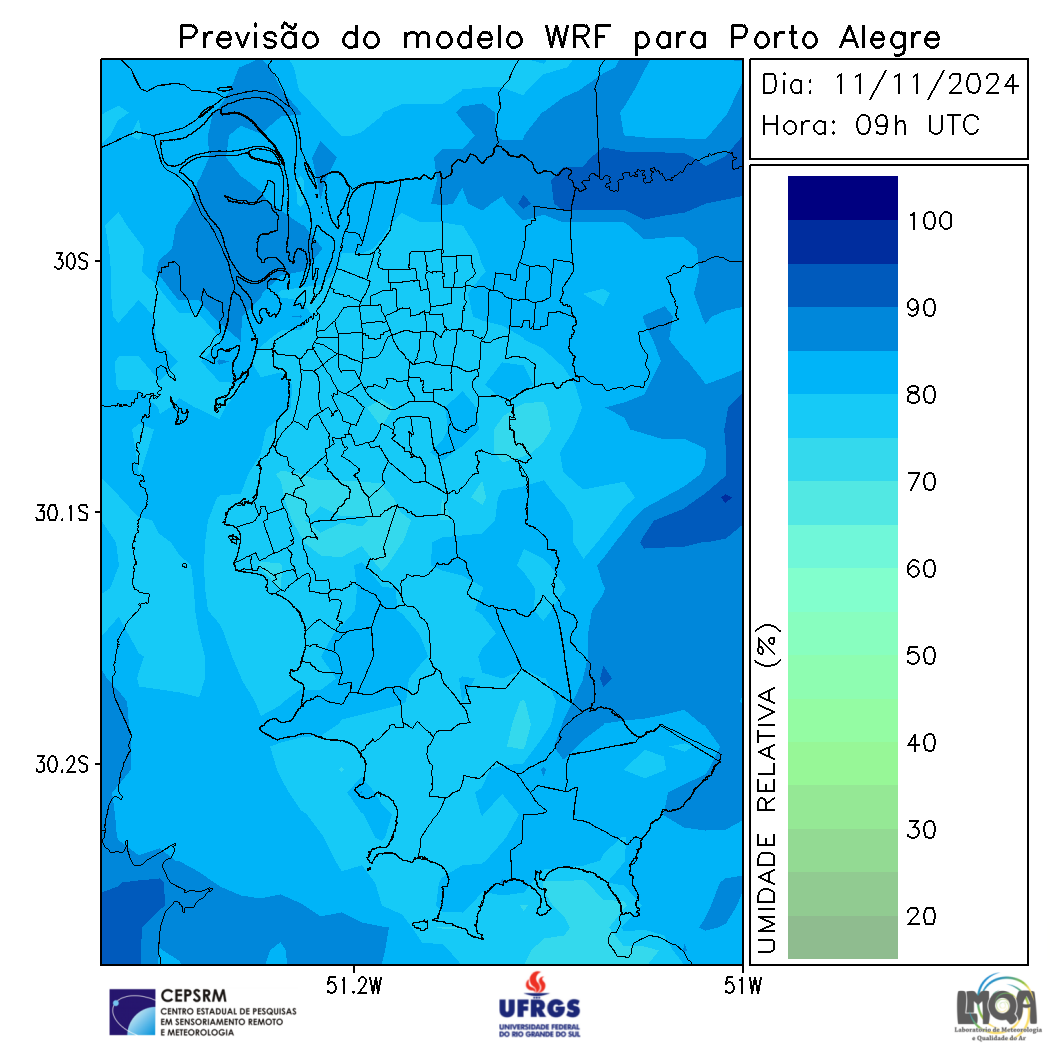 Previsão do modelo WRF para Porto Alegre
Dia: 11/11/2024
Hora: 09h UTC
30S
30.1S
30.2S
51.2W
51W
UMIDADE RELATIVA (%)
100
90
80
70
60
50
40
30
20
CEPSRM
CENTRO ESTADUAL DE PESQUISAS
EM SENSORIAMENTO REMOTO
E METEOROLOGIA
UFRGS
UNIVERSIDADE FEDERAL
DO RIO GRANDE DO SUL
LMQA
Laboratório de Meteorologia
e Qualidade do Ar